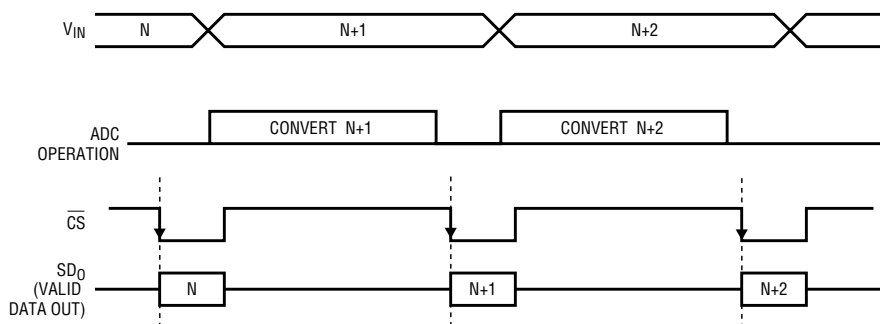 VIN N N+1 N+2
ADC
OPERATION
CONVERT N+1 CONVERT N+2
CS
SDO
(VALID
DATA OUT)
N N+1 N+2